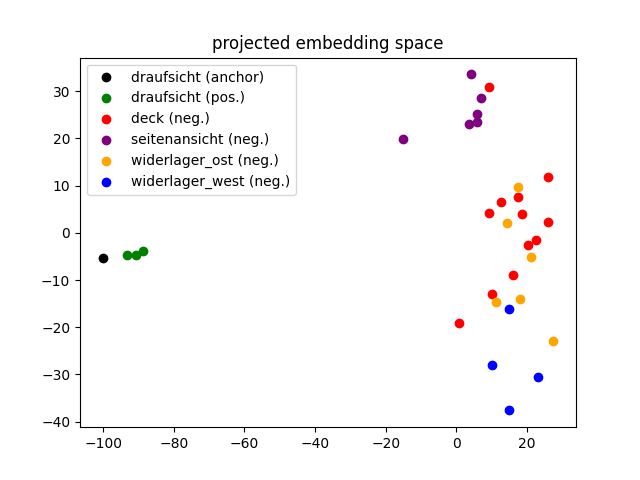 projected embedding space
draufsicht (anchor)
draufsicht (pos.)
deck (neg.)
seitenansicht (neg.)
widerlager_ost (neg.)
widerlager_west (neg.)
30
20
10
0
−10
−20
−30
−40
−100 −80 −60 −40 −20 0 20